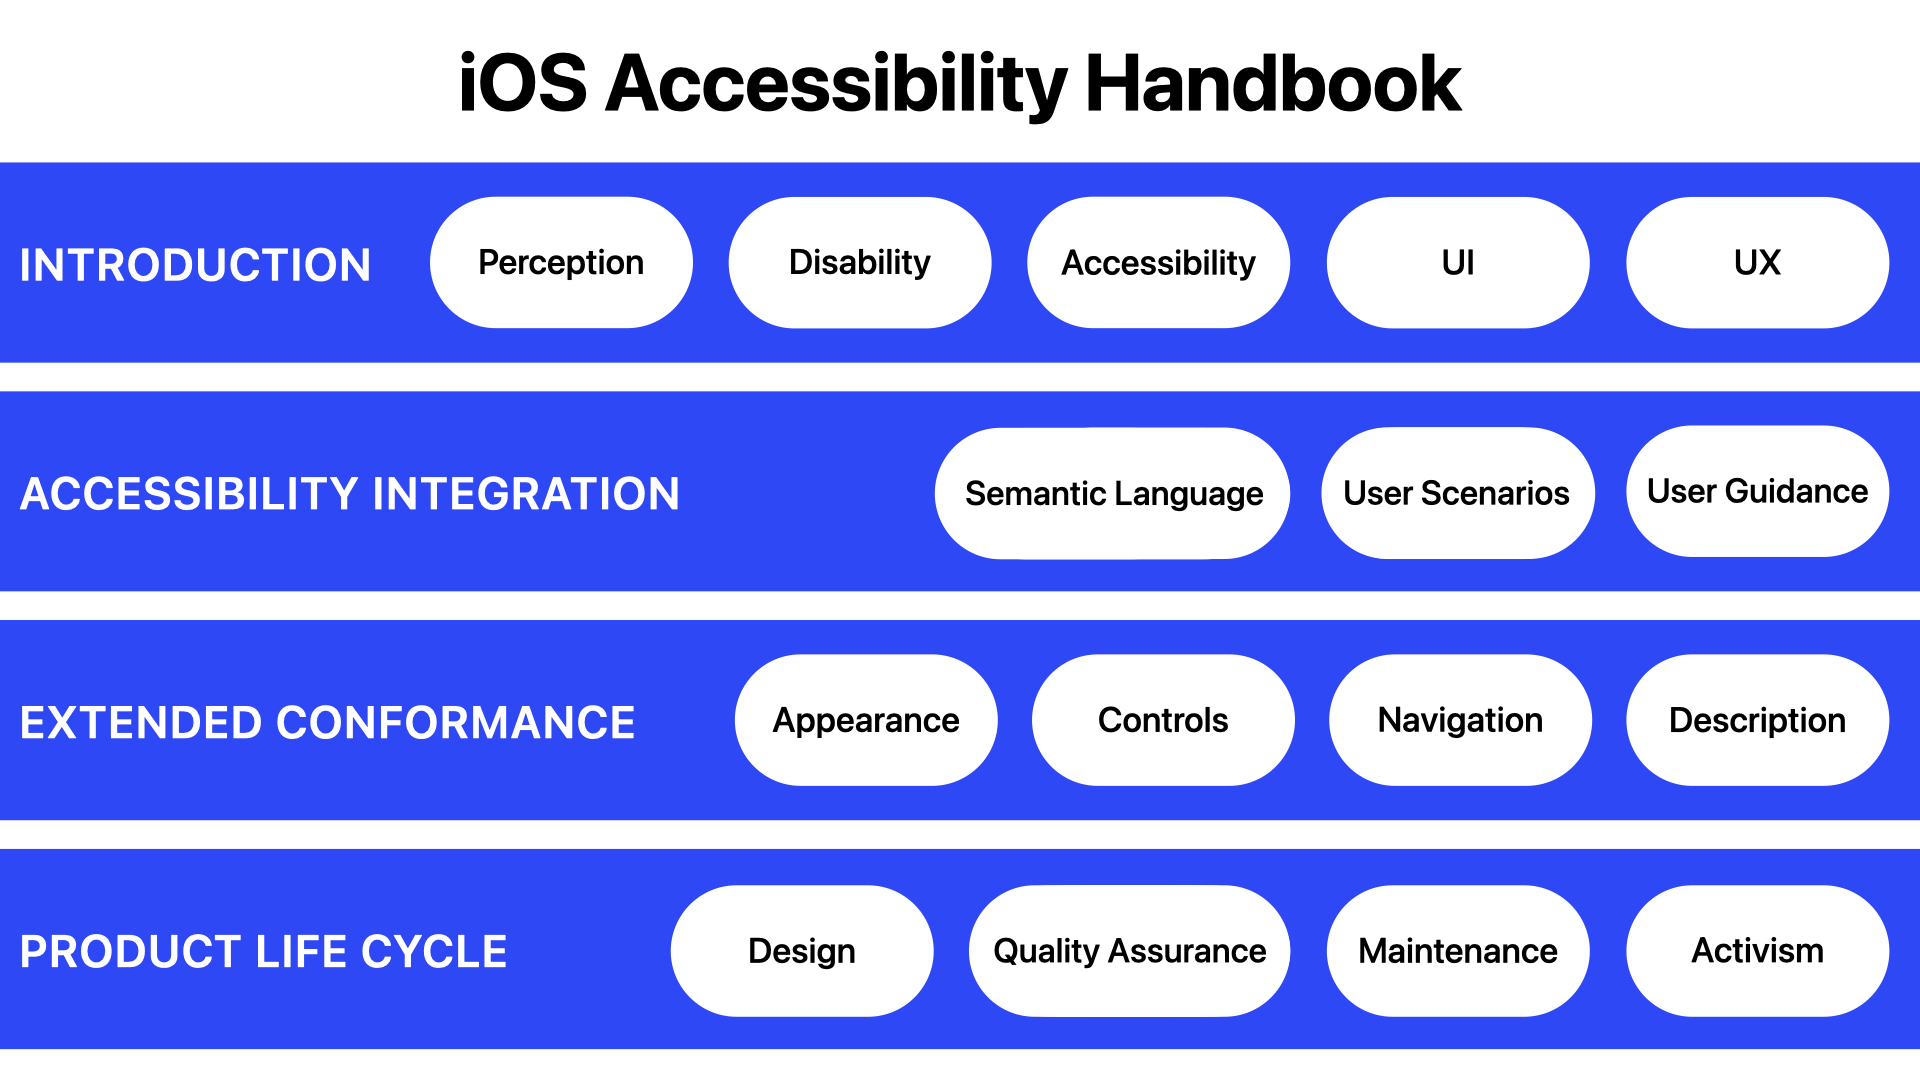 iOS Accessibility Handbook
INTRODUCTION
Perception
Disability
Accessibility
UI
UX
ACCESSIBILITY INTEGRATION
Semantic Language
User Scenarios
User Guidance
EXTENDED CONFORMANCE
Appearance
Controls
Navigation
Description
PRODUCT LIFE CYCLE
Design
Quality Assurance
Maintenance
Activism